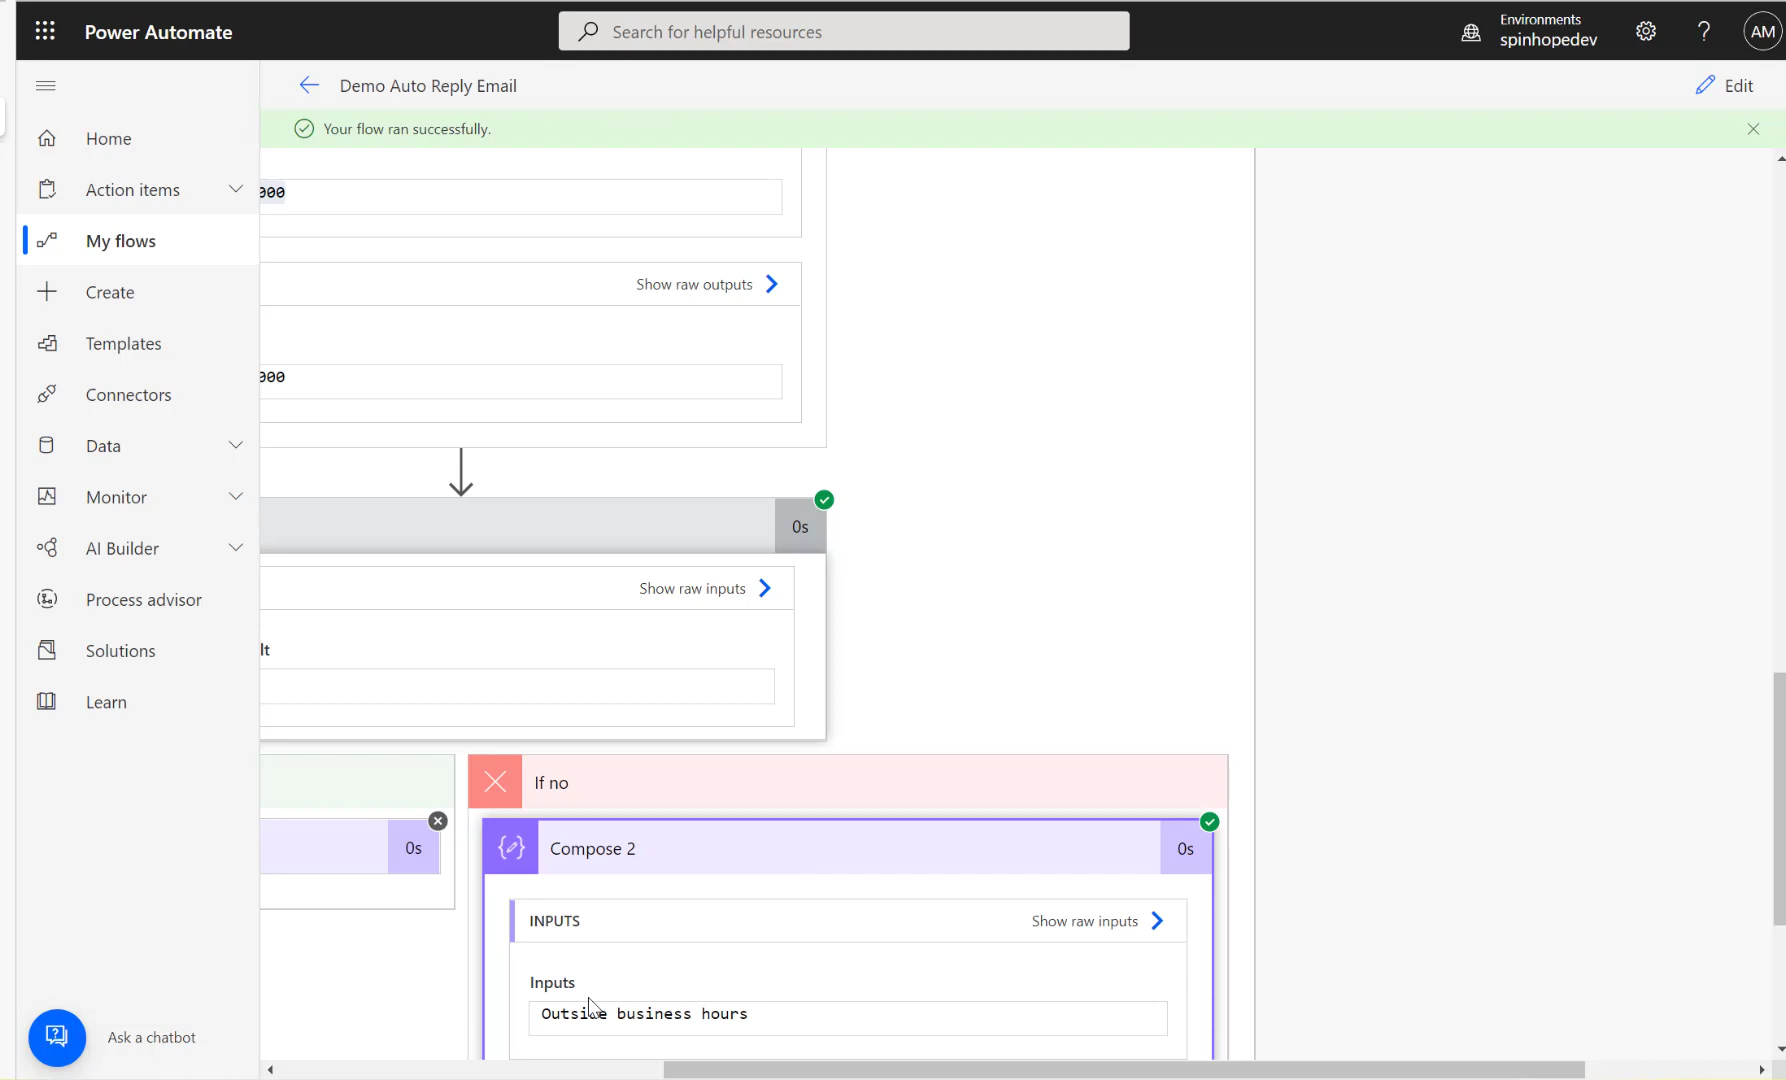 Power Automate
Search for helpful resources
Environments
spinhopedev
?
AM
Demo Auto Reply Email
Edit
Your flow ran successfully.
Home
Action items
My flows
Create
Templates
Connectors
Data
Monitor
AI Builder
Process advisor
Solutions
Learn
Ask a chatbot
000
Show raw outputs
000
0s
Show raw inputs
lt
If no
0s
Compose 2
0s
INPUTS
Show raw inputs
Inputs
Outside business hours